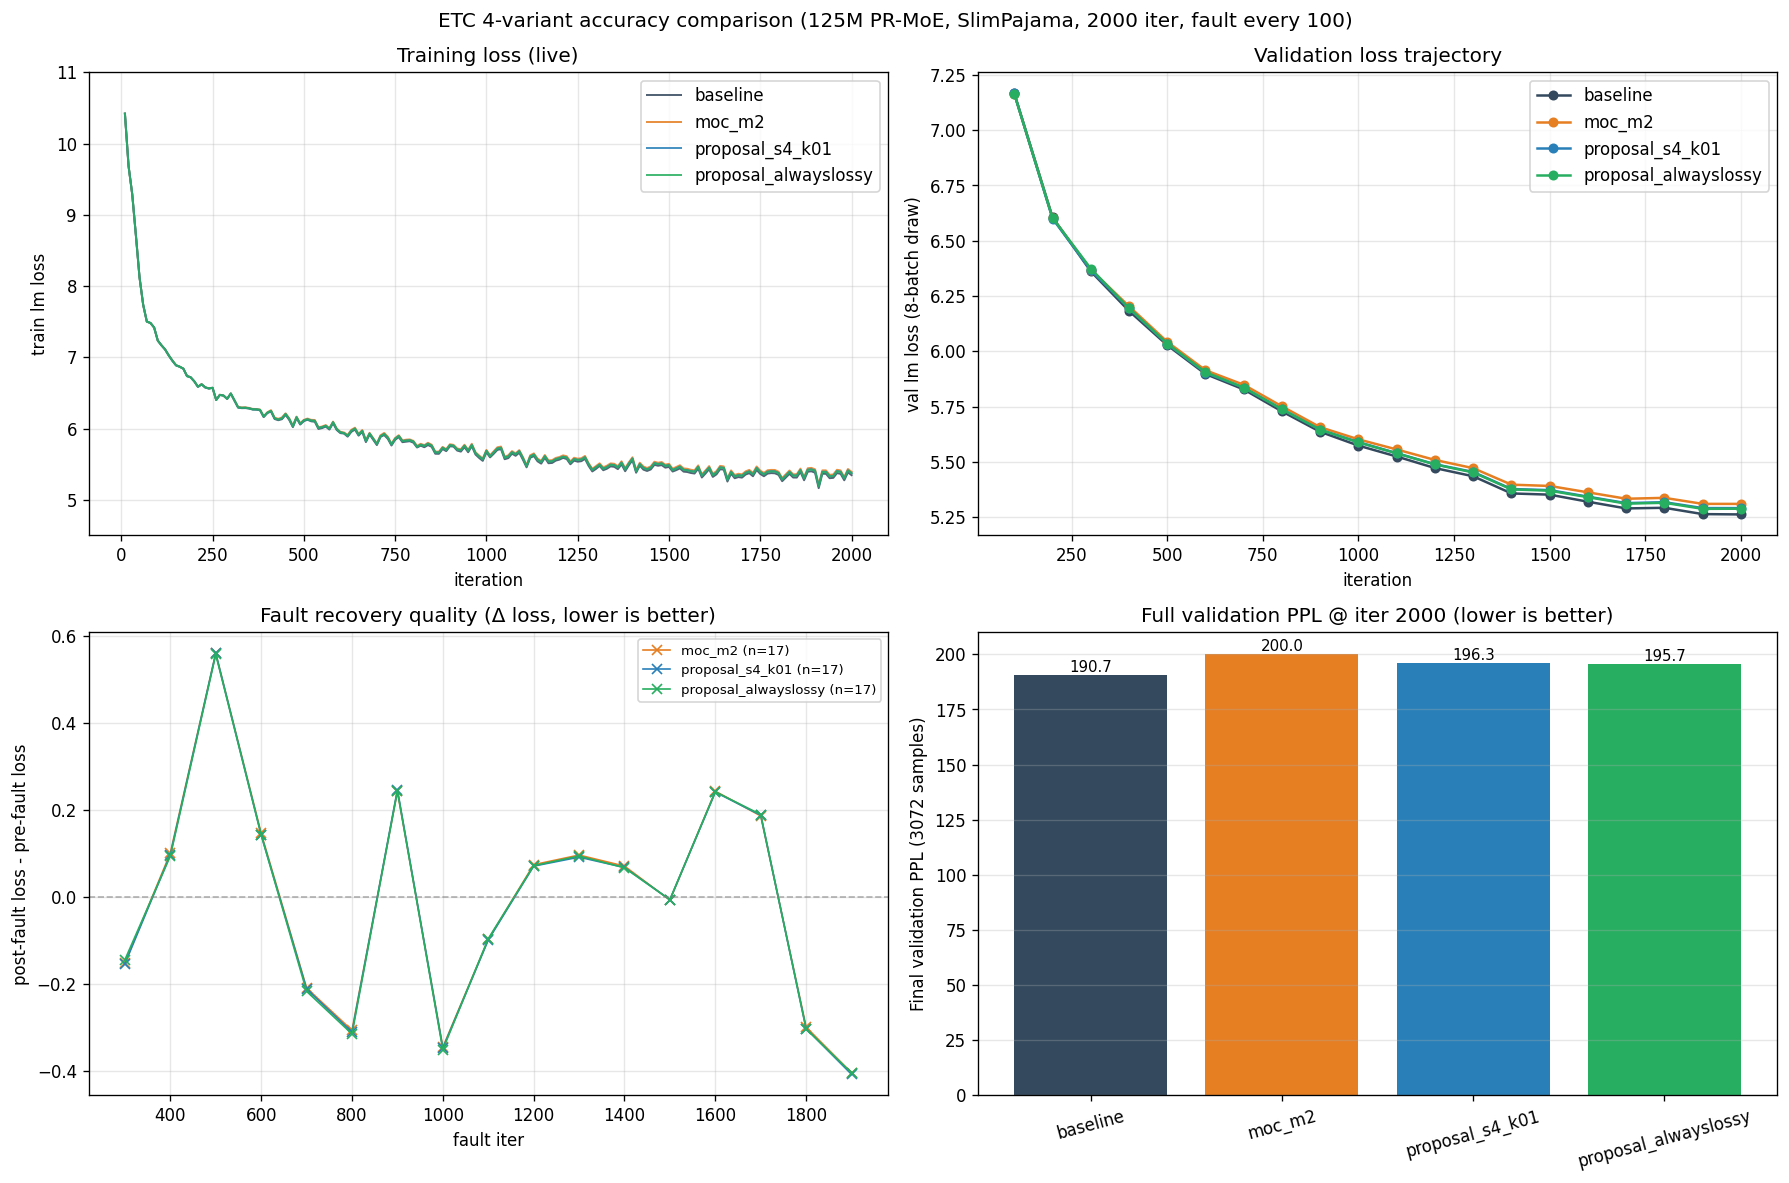 ETC 4-variant accuracy comparison (125M PR-MoE, SlimPajama, 2000 iter, fault every 100)
Training loss (live)
train lm loss
11
10
9
8
7
6
5
baseline
moc_m2
proposal_s4_k01
proposal_alwayslossy
0
250
500
750
1000
1250
1500
1750
2000
iteration
Validation loss trajectory
val lm loss (8-batch draw)
7.25
7.00
6.75
6.50
6.25
6.00
5.75
5.50
5.25
baseline
moc_m2
proposal_s4_k01
proposal_alwayslossy
250
500
750
1000
1250
1500
1750
2000
iteration
Fault recovery quality (Δ loss, lower is better)
post-fault loss - pre-fault loss
0.6
0.4
0.2
0.0
−0.2
−0.4
moc_m2 (n=17)
proposal_s4_k01 (n=17)
proposal_alwayslossy (n=17)
400
600
800
1000
1200
1400
1600
1800
fault iter
Full validation PPL @ iter 2000 (lower is better)
Final validation PPL (3072 samples)
200
175
150
125
100
75
50
25
0
190.7
200.0
196.3
195.7
baseline
moc_m2
proposal_s4_k01
proposal_alwayslossy